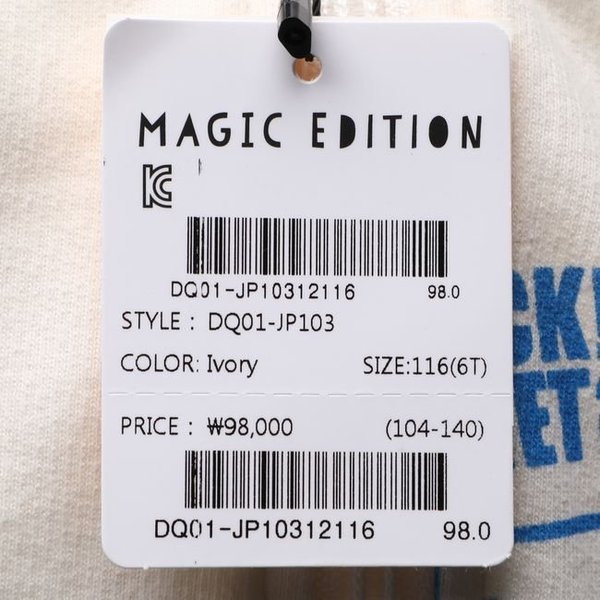 MAGIC EDITION
KC
DQ01-JP10312116 98.0
STYLE : DQ01-JP103
COLOR: Ivory SIZE:116(6T)
PRICE : ₩98,000 (104-140)
DQ01-JP10312116 98.0